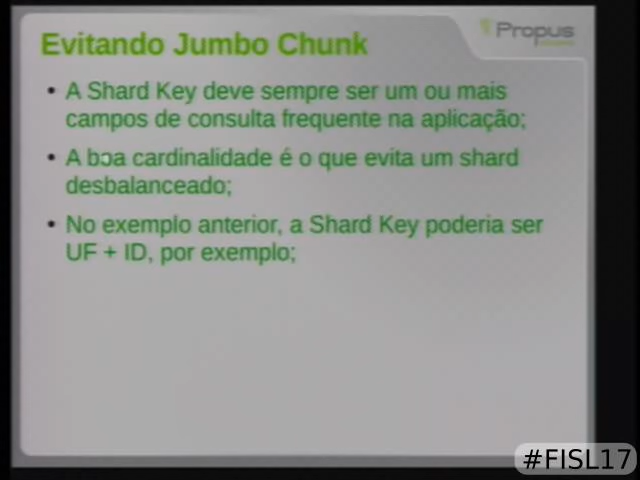 Evitando Jumbo Chunk
Propus
A Shard Key deve sempre ser um ou mais
campos de consulta frequente na aplicação;
A boa cardinalidade é o que evita um shard
desbalanceado;
No exemplo anterior, a Shard Key poderia ser
UF + ID, por exemplo;
#FISL17